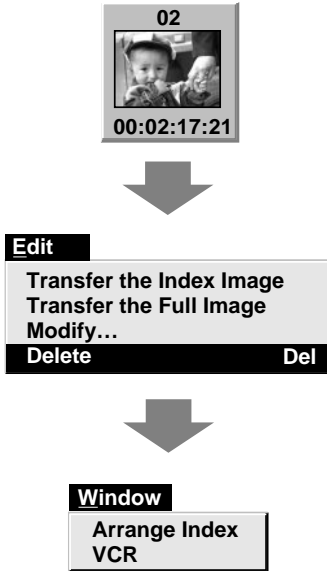 02
00:02:17:21
Edit
Transfer the Index Image
Transfer the Full Image
Modify…
Delete Del
Window
Arrange Index
VCR